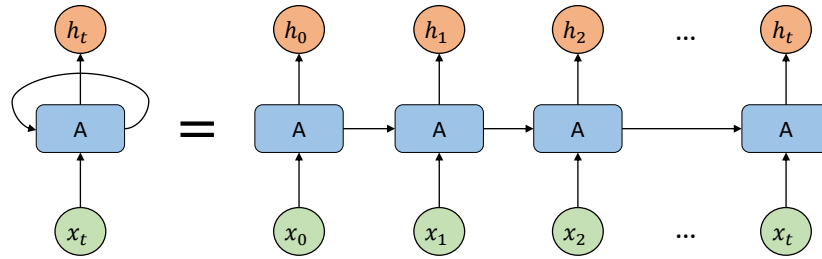 h_t h_0 h_1 h_2 ... h_t
A = A A A A
x_t x_0 x_1 x_2 ... x_t